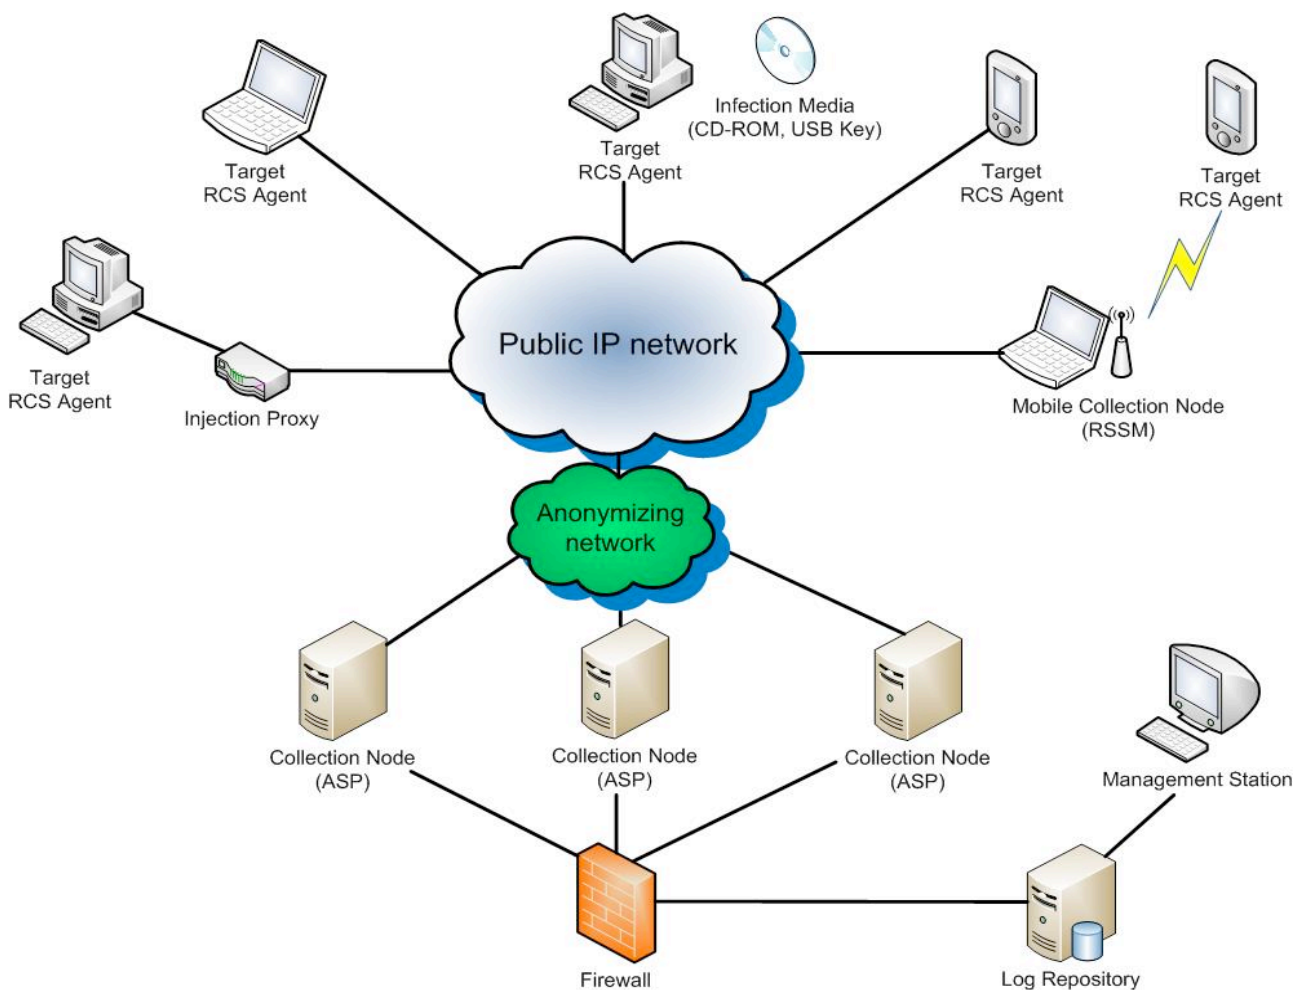 Infection Media
(CD-ROM, USB Key)
Target
RCS Agent
Target
RCS Agent
Target
RCS Agent
Target
RCS Agent
Target
RCS Agent
Injection Proxy
Public IP network
Mobile Collection Node
(RSSM)
Anonymizing
network
Collection Node
(ASP)
Collection Node
(ASP)
Collection Node
(ASP)
Management Station
Firewall
Log Repository